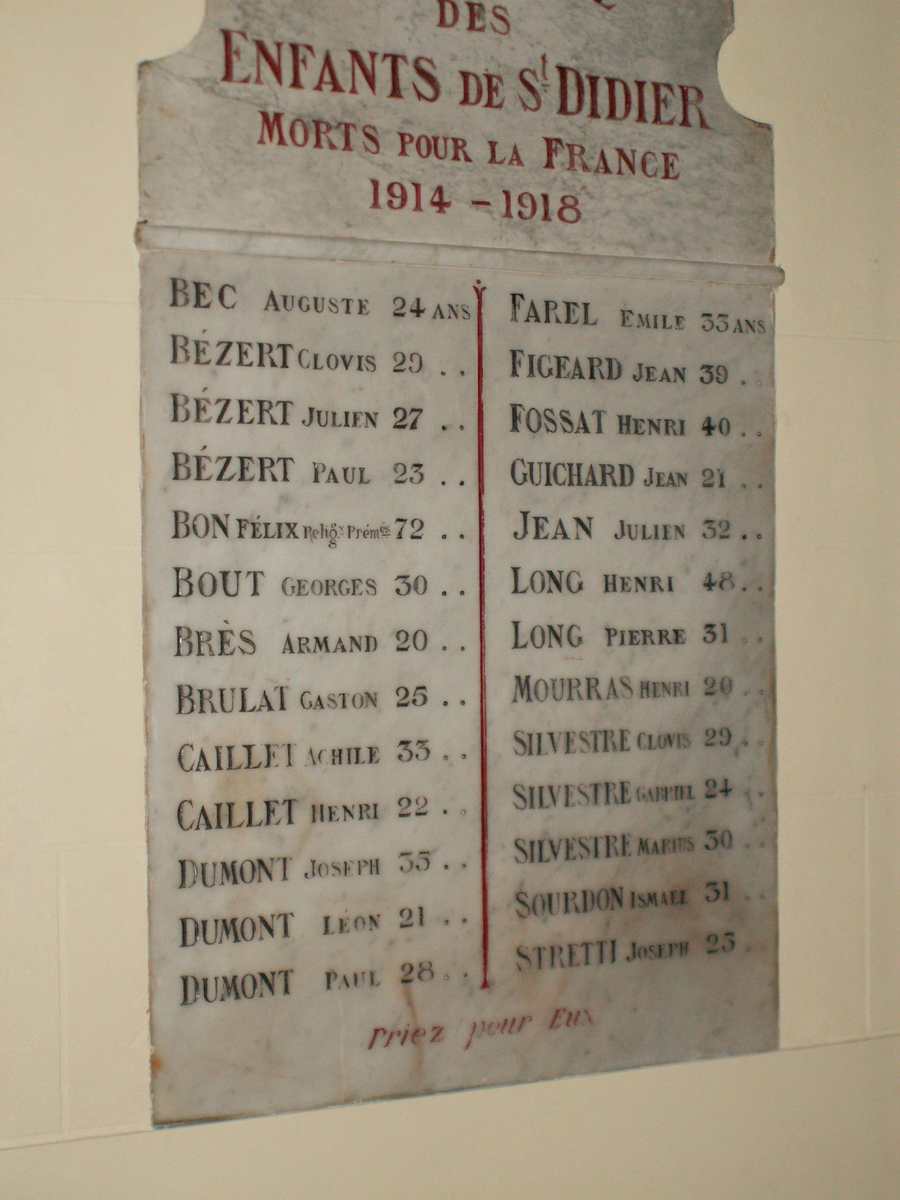 DES
ENFANTS DE St DIDIER
MORTS POUR LA FRANCE
1914 - 1918
BEC AUGUSTE 24 ANS
BÉZERT CLOVIS 29 . .
BÉZERT JULIEN 27 . .
BÉZERT PAUL 23 . .
BON FÉLIX Religx Prémé 72 . .
BOUT GEORGES 30 . .
BRÈS ARMAND 20 . .
BRULAT GASTON 25 . .
CAILLET ACHILE 33 . .
CAILLET HENRI 22 . .
DUMONT JOSEPH 35 . .
DUMONT LÉON 21 . .
DUMONT PAUL 28 . .
FAREL EMILE 33 ANS
FIGEARD JEAN 39 . .
FOSSAT HENRI 40 . .
GUICHARD JEAN 21 . .
JEAN JULIEN 32 . .
LONG HENRI 48 . .
LONG PIERRE 31 . .
MOURRAS HENRI 20 . .
SILVESTRE CLOVIS 29 . .
SILVESTRE GABRIEL 24 . .
SILVESTRE MARIUS 30 . .
SOURDON ISMAEL 31 . .
STRETTI JOSEPH 23 .
Priez pour Eux